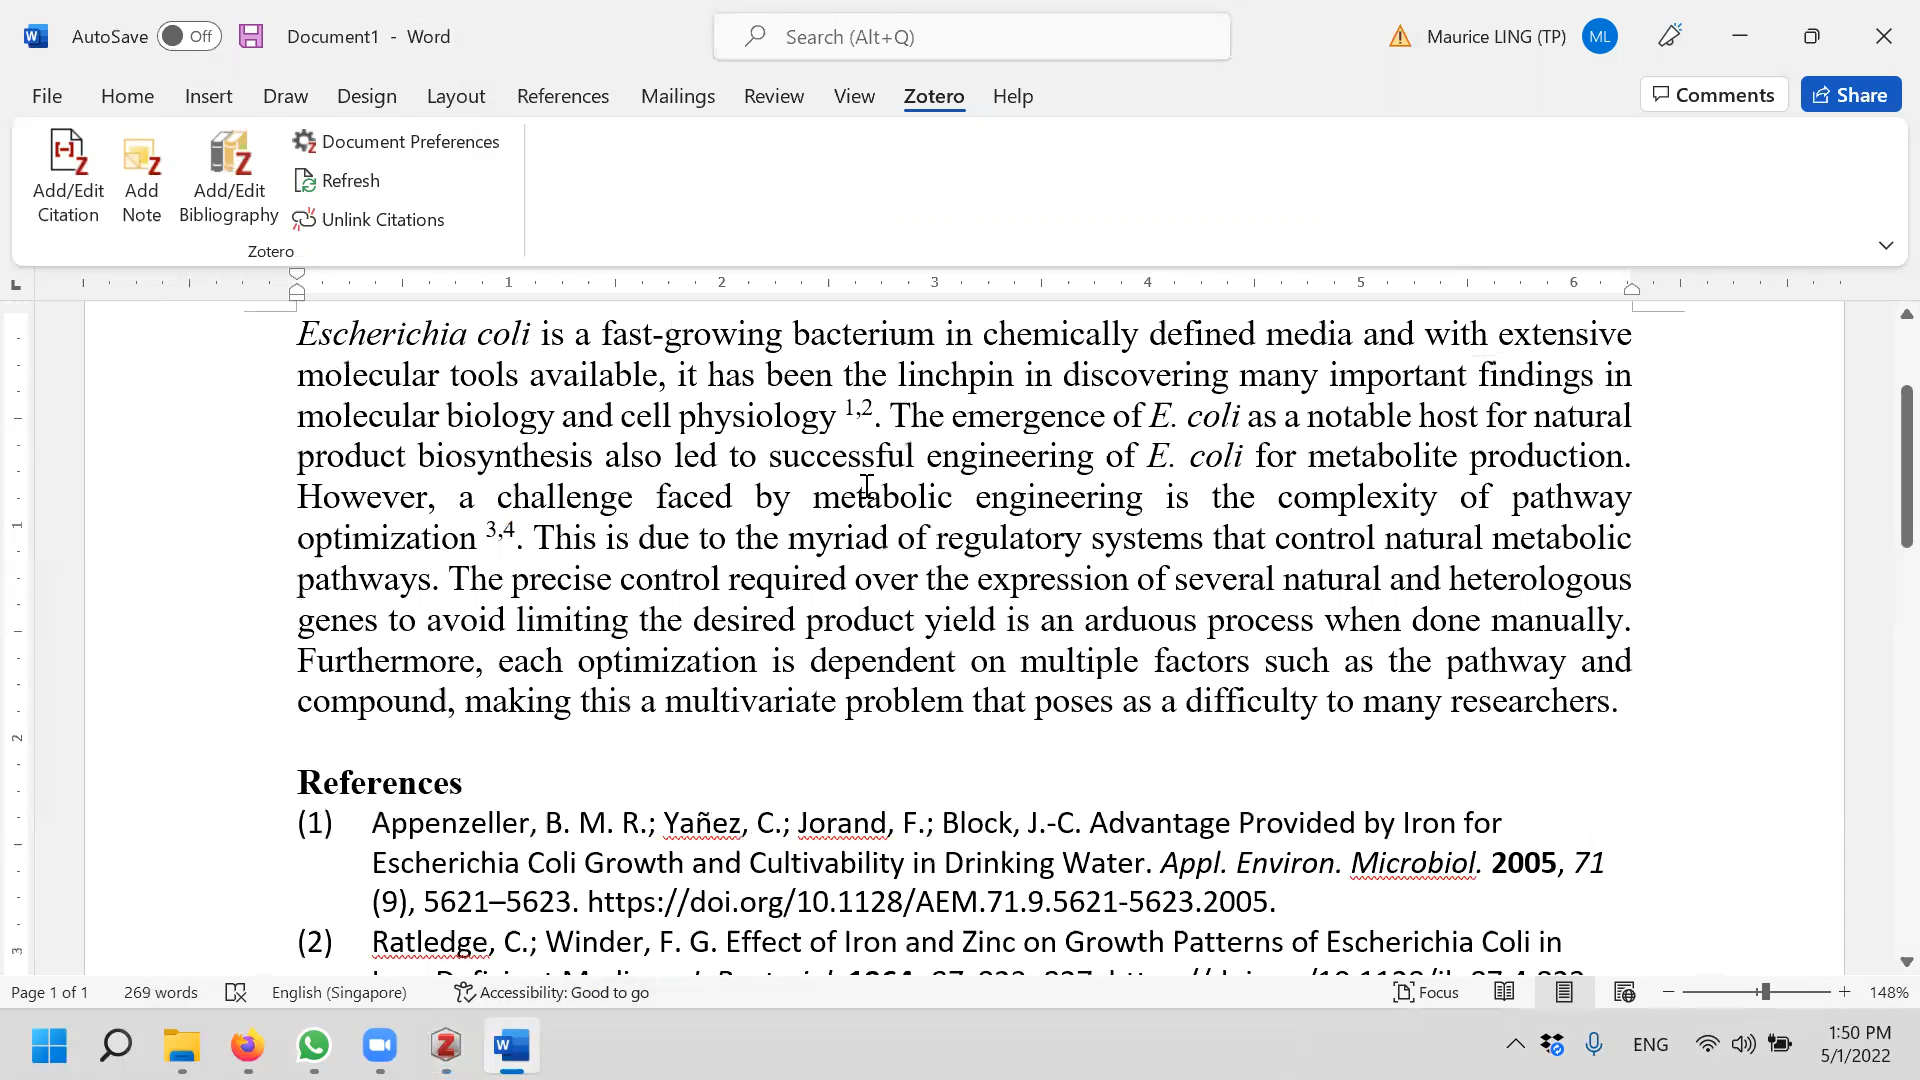 AutoSave Off Document1 - Word Search (Alt+Q) Maurice LING (TP) ML
File Home Insert Draw Design Layout References Mailings Review View Zotero Help Comments Share
Document Preferences
Add/Edit Add Add/Edit Refresh
Citation Note Bibliography Unlink Citations
Zotero
1 2 3 4 5 6
Escherichia coli is a fast-growing bacterium in chemically defined media and with extensive
molecular tools available, it has been the linchpin in discovering many important findings in
molecular biology and cell physiology 1,2. The emergence of E. coli as a notable host for natural
product biosynthesis also led to successful engineering of E. coli for metabolite production.
However, a challenge faced by metabolic engineering is the complexity of pathway
optimization 3,4. This is due to the myriad of regulatory systems that control natural metabolic
pathways. The precise control required over the expression of several natural and heterologous
genes to avoid limiting the desired product yield is an arduous process when done manually.
Furthermore, each optimization is dependent on multiple factors such as the pathway and
compound, making this a multivariate problem that poses as a difficulty to many researchers.
References
(1) Appenzeller, B. M. R.; Yañez, C.; Jorand, F.; Block, J.-C. Advantage Provided by Iron for
Escherichia Coli Growth and Cultivability in Drinking Water. Appl. Environ. Microbiol. 2005, 71
(9), 5621–5623. https://doi.org/10.1128/AEM.71.9.5621-5623.2005.
(2) Ratledge, C.; Winder, F. G. Effect of Iron and Zinc on Growth Patterns of Escherichia Coli in
1
2
3
Page 1 of 1 269 words English (Singapore) Accessibility: Good to go Focus 148%
ENG 1:50 PM
5/1/2022